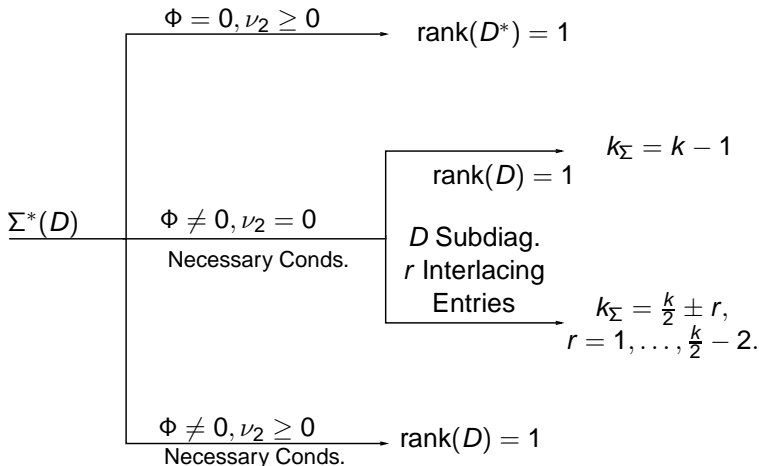 Φ = 0, ν₂ ≥ 0
rank(D*) = 1
k_Σ = k − 1
rank(D) = 1
Σ*(D)
Φ ≠ 0, ν₂ = 0
Necessary Conds.
D Subdiag.
r Interlacing
Entries
k_Σ = k/2 ± r,
r = 1, . . . , k/2 − 2.
Φ ≠ 0, ν₂ ≥ 0
rank(D) = 1
Necessary Conds.